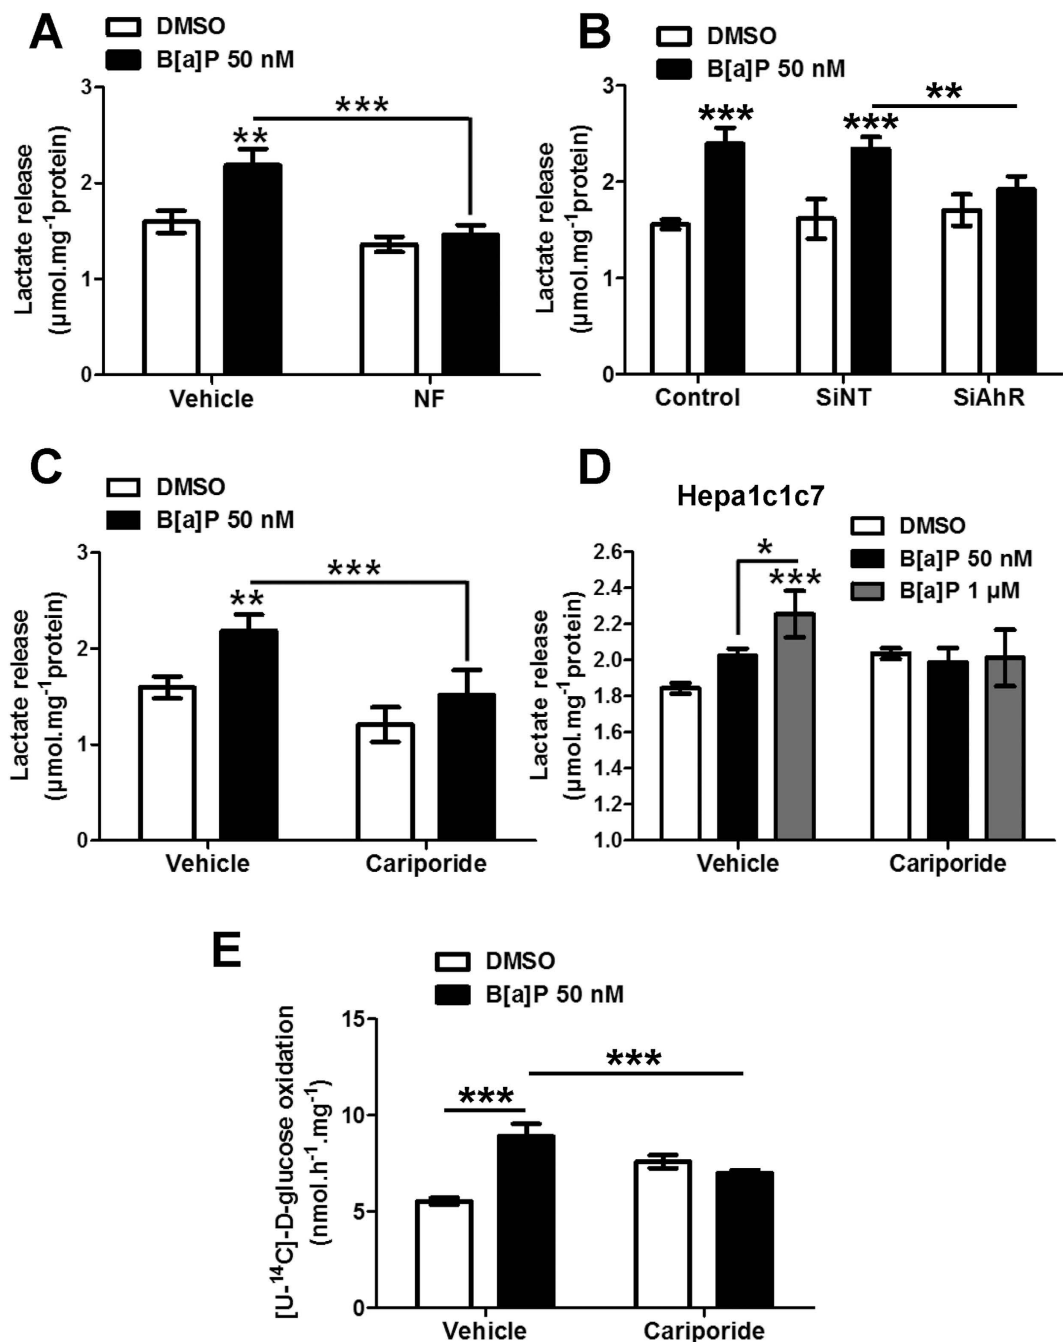 A
DMSO
B[a]P 50 nM
Lactate release
(µmol.mg⁻¹protein)
3
2
1
0
**
***
Vehicle
NF
B
DMSO
B[a]P 50 nM
Lactate release
(µmol.mg⁻¹protein)
3
2
1
0
***
***
**
Control
SiNT
SiAhR
C
DMSO
B[a]P 50 nM
Lactate release
(µmol.mg⁻¹protein)
3
2
1
0
**
***
Vehicle
Cariporide
D
Hepa1c1c7
DMSO
B[a]P 50 nM
B[a]P 1 µM
Lactate release
(µmol.mg⁻¹protein)
2.6
2.4
2.2
2.0
1.8
1.6
1.4
1.2
1.0
*
***
Vehicle
Cariporide
E
DMSO
B[a]P 50 nM
[U-¹⁴C]-D-glucose oxidation
(nmol.h⁻¹.mg⁻¹)
15
10
5
0
***
***
Vehicle
Cariporide